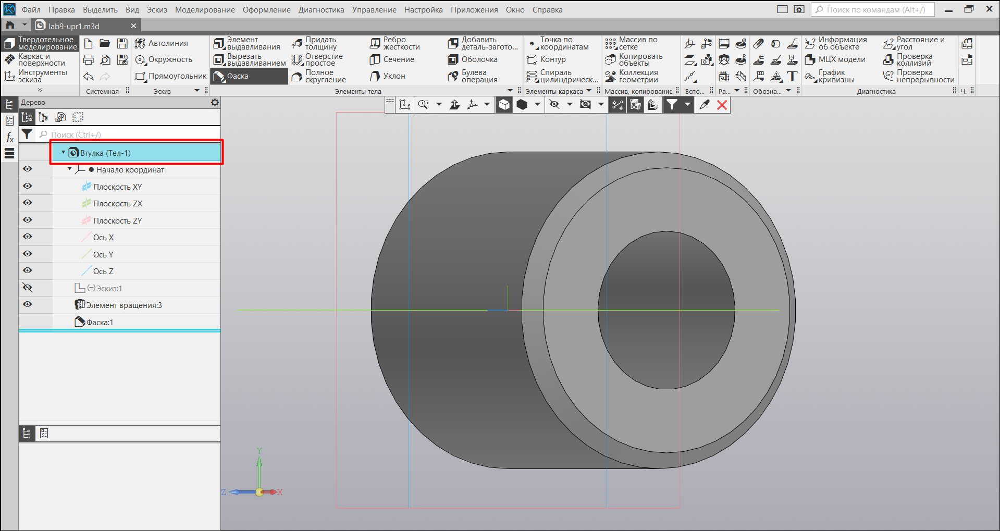 Файл Правка Выделить Вид Эскиз Моделирование Оформление Диагностика Управление Настройка Приложения Окно Справка Поиск по командам (Alt+/)
lab9-upr1.m3d
Твердотельное моделирование
Каркас и поверхности
Инструменты эскиза
Системная
Автолиния
Окружность
Прямоугольник
Эскиз
Элемент выдавливания
Вырезать выдавливанием
Фаска
Придать толщину
Отверстие простое
Полное скругление
Ребро жесткости
Сечение
Уклон
Добавить деталь-загото...
Оболочка
Булева операция
Элементы тела
Точка по координатам
Контур
Спираль цилиндрическ...
Элементы каркаса
Массив по сетке
Копировать объекты
Коллекция геометрии
Массив, копирование
Вспо...
Ра...
Обозна...
Информация об объекте
МЦХ модели
График кривизны
Расстояние и угол
Проверка коллизий
Проверка непрерывности
Диагностика
Ч.
Дерево
Поиск (Ctrl+/)
Втулка (Тел-1)
Начало координат
Плоскость XY
Плоскость ZX
Плоскость ZY
Ось X
Ось Y
Ось Z
(-)Эскиз:1
Элемент вращения:3
Фаска:1
Y
Z
X